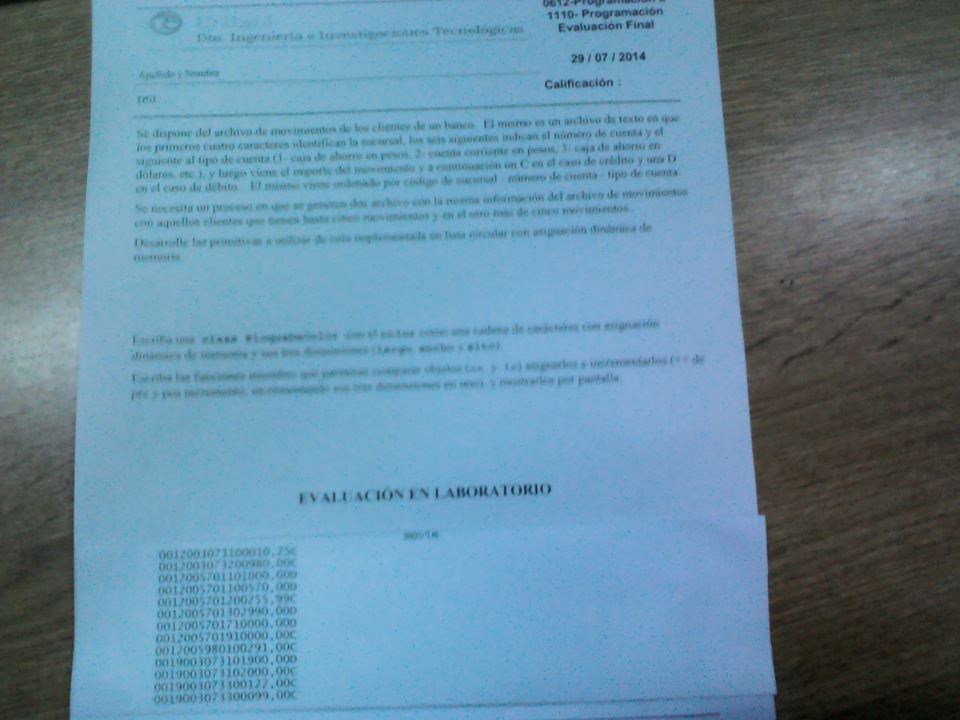 0612-Programación
1110- Programación
Evaluación Final
Dto. Ingeniería e Investigaciones Tecnológicas
29 / 07 / 2014
Apellido y Nombre
Calificación :
Se dispone del archivo de movimientos de los clientes de un banco. El mismo es un archivo de texto en que
los primeros cuatro caracteres identifican la sucursal, los seis siguientes indican el número de cuenta y el
siguiente al tipo de cuenta (1- caja de ahorro en pesos, 2- cuenta corriente en pesos, 3- caja de ahorro en
dólares, etc.), y luego viene el importe del movimiento y a continuación un C en el caso de crédito y una D
en el caso de débito. El mismo viene ordenado por código de sucursal - número de cuenta - tipo de cuenta.
Se necesita un proceso en que se generen dos archivo con la misma información del archivo de movimientos
con aquellos clientes que tienen hasta cinco movimientos y en el otro más de cinco movimientos.
Desarrolle las primitivas a utilizar de cola implementada en lista circular con asignación dinámica de
memoria.
Escriba una clase con el como una cadena de carácteres con asignación
dinámica de memoria y sus tres dimensiones (largo, ancho y alto).
Escriba las funciones miembro que permitan comparar objetos (== y asignarlos e incrementarlos (++ de
pre y pos incremento, incrementando sus tres dimensiones en uno), y mostrarlos por pantalla.
EVALUACIÓN EN LABORATORIO
0012003073100010,25C
0012003073200980,00C
0012005701101000,00D
0012005701100570,00D
0012005701200255,99C
0012005701302990,00D
0012005701710000,00D
0012005701910000,00C
0012005980100291,00C
0019003073101900,00D
0019003073102000,00C
0019003073300122,00C
0019003073300099,00C